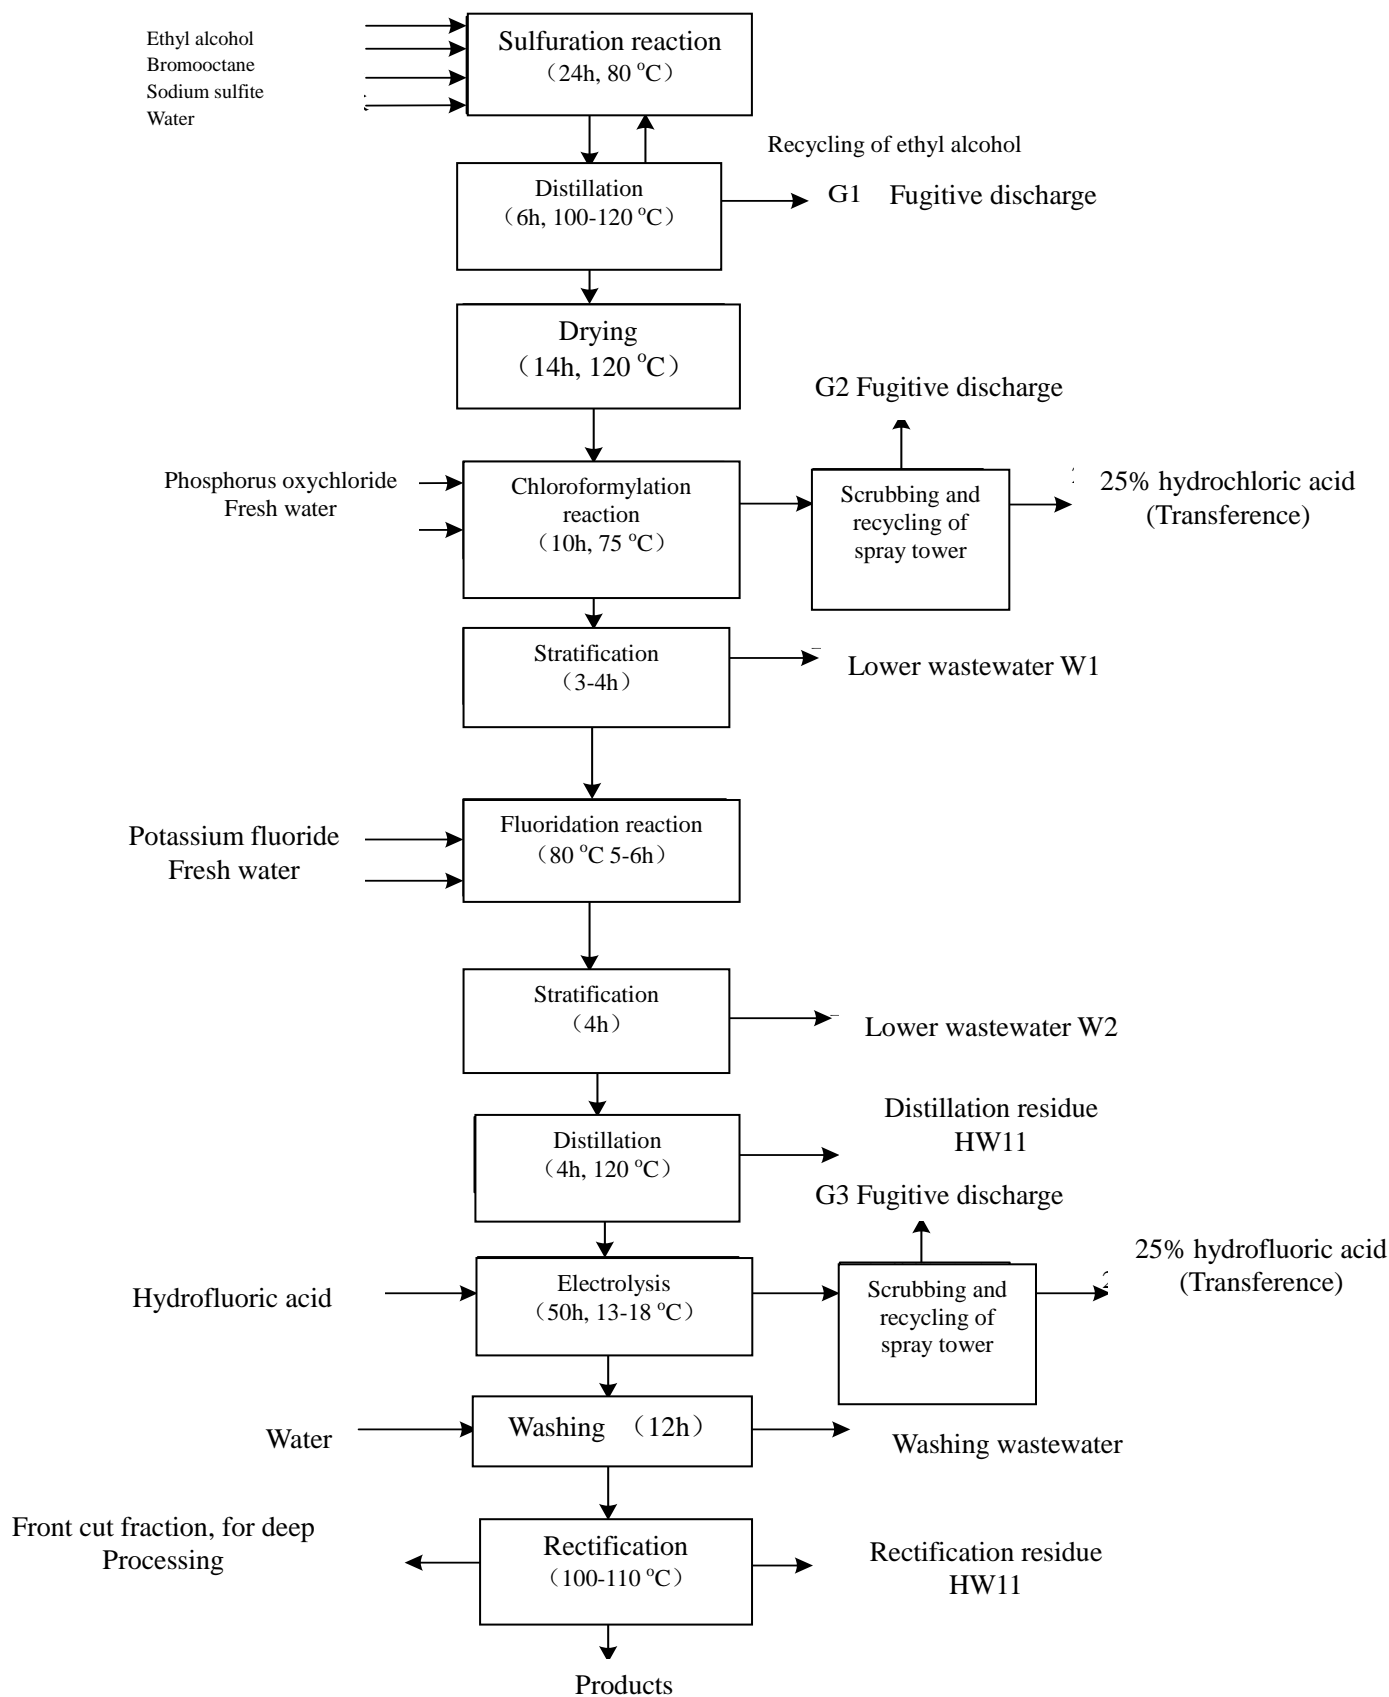 Ethyl alcohol
Bromooctane
Sodium sulfite
Water
Sulfuration reaction
（24h, 80 °C）
Recycling of ethyl alcohol
Distillation
（6h, 100-120 °C）
G1 Fugitive discharge
Drying
（14h, 120 °C）
G2 Fugitive discharge
Phosphorus oxychloride
Fresh water
Chloroformylation
reaction
（10h, 75 °C）
Scrubbing and
recycling of
spray tower
25% hydrochloric acid
(Transference)
Stratification
（3-4h）
Lower wastewater W1
Potassium fluoride
Fresh water
Fluoridation reaction
（80 °C 5-6h）
Stratification
（4h）
Lower wastewater W2
Distillation
（4h, 120 °C）
Distillation residue
HW11
G3 Fugitive discharge
Hydrofluoric acid
Electrolysis
（50h, 13-18 °C）
Scrubbing and
recycling of
spray tower
25% hydrofluoric acid
(Transference)
Water
Washing （12h）
Washing wastewater
Front cut fraction, for deep
Processing
Rectification
（100-110 °C）
Rectification residue
HW11
Products